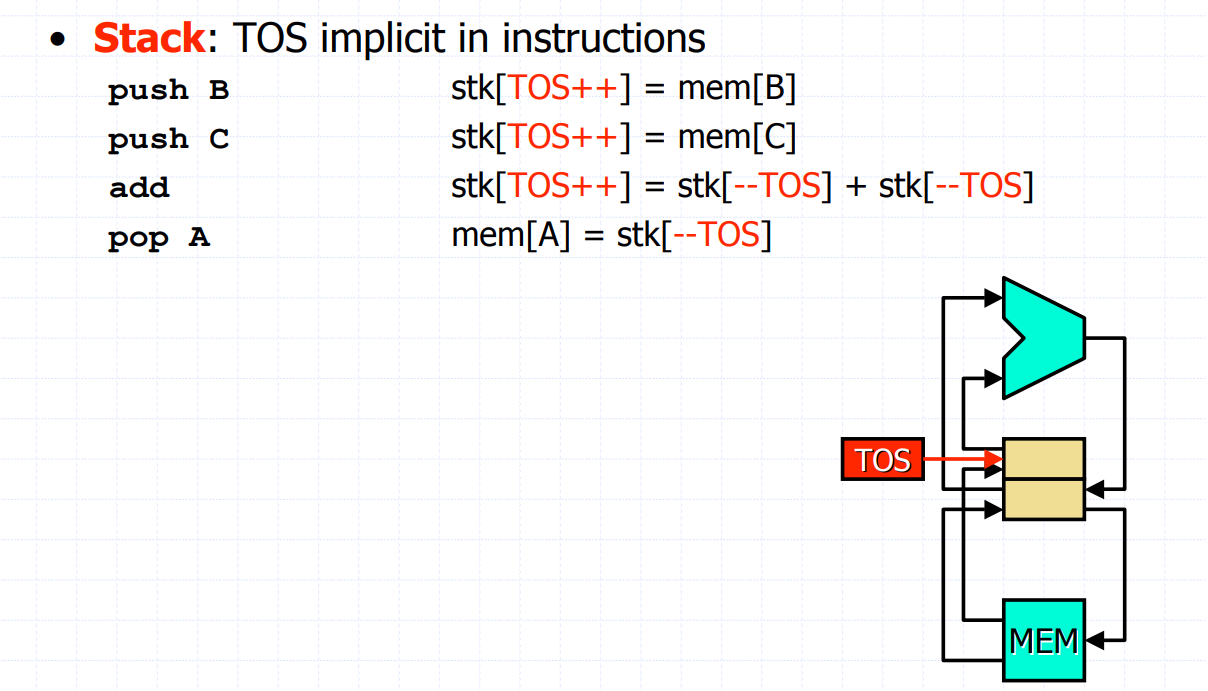 • Stack: TOS implicit in instructions
push B stk[TOS++] = mem[B]
push C stk[TOS++] = mem[C]
add stk[TOS++] = stk[--TOS] + stk[--TOS]
pop A mem[A] = stk[--TOS]
TOS
MEM